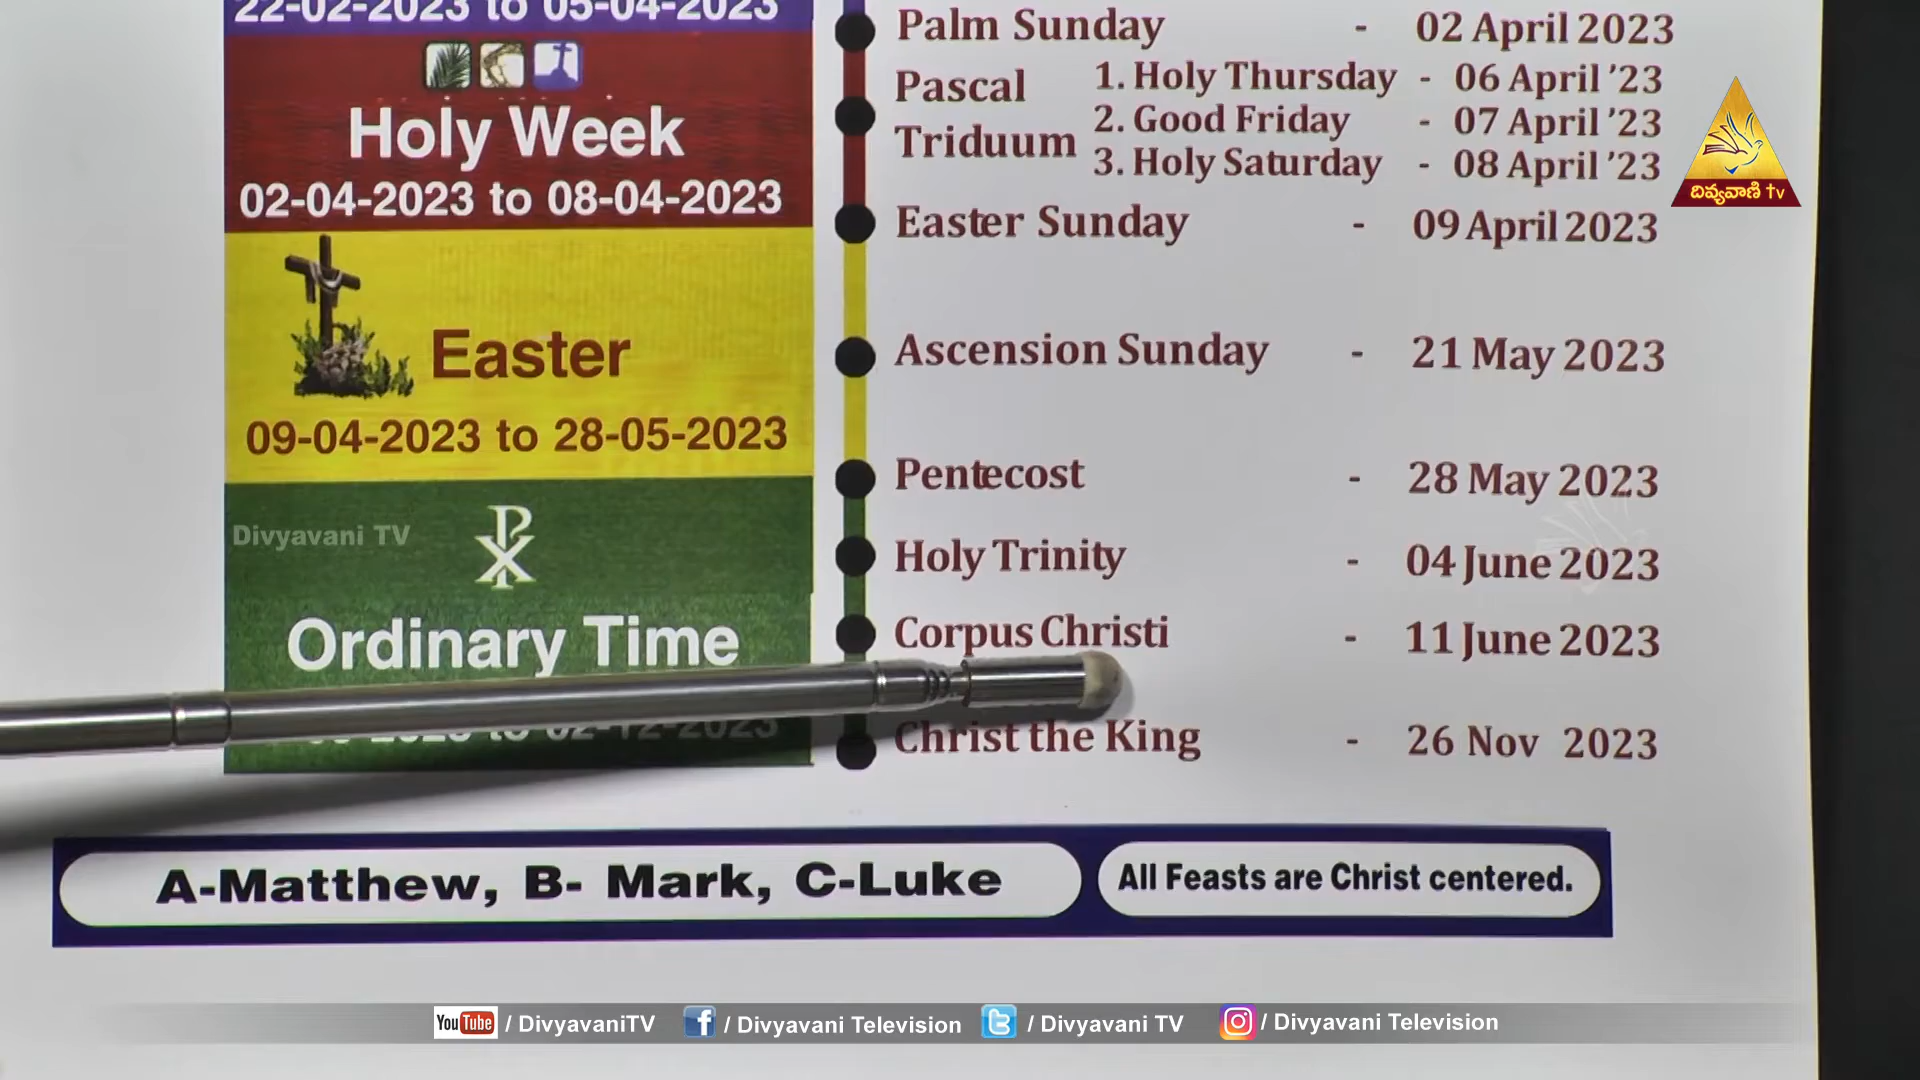 22-02-2023 to 05-04-2023
Holy Week
02-04-2023 to 08-04-2023
Easter
09-04-2023 to 28-05-2023
Divyavani TV
Ordinary Time
2023 to 02-12-2023
Palm Sunday - 02 April 2023
Pascal Triduum
1. Holy Thursday - 06 April ’23
2. Good Friday - 07 April ’23
3. Holy Saturday - 08 April ’23
Easter Sunday - 09 April 2023
Ascension Sunday - 21 May 2023
Pentecost - 28 May 2023
Holy Trinity - 04 June 2023
Corpus Christi - 11 June 2023
Christ the King - 26 Nov 2023
దివ్యవాణి tv
A-Matthew, B- Mark, C-Luke
All Feasts are Christ centered.
YouTube / DivyavaniTV / Divyavani Television / Divyavani TV / Divyavani Television